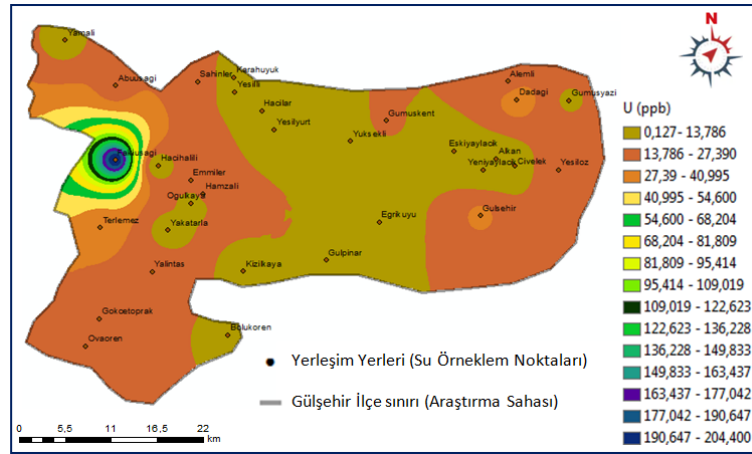 Yamali
N
Karahuyuk
Abuusagi
Sahinler
Yesilli
Alemli
Dadagi
Gumusyazi
Hacilar
Gumuskent
Yesilyurt
Yuksekli
Eskiyaylacik
Alkan
Hacihalili
Yeniyaylacik
Civelek
Yesiloz
Emmiler
Hamzali
Terlemez
Yakatarla
Egrikuyu
Gulsehir
Yalintas
Kizilkaya
Gulpinar
Gokcetoprak
Bolukoren
Ovaoren
U (ppb)
0,127- 13,786
13,786 - 27,390
27,39 - 40,995
40,995 - 54,600
54,600 - 68,204
68,204 - 81,809
81,809 - 95,414
95,414 - 109,019
109,019 - 122,623
122,623 - 136,228
136,228 - 149,833
149,833 - 163,437
163,437 - 177,042
177,042 - 190,647
190,647 - 204,400
Yerleşim Yerleri (Su Örneklem Noktaları)
Gülşehir İlçe sınırı (Araştırma Sahası)
0 5,5 11 16,5 22
km